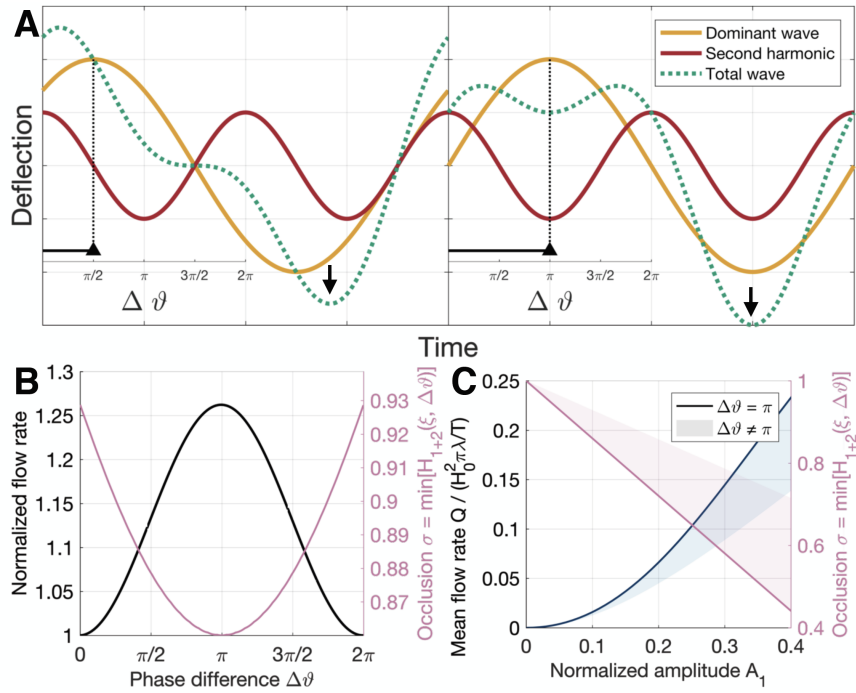 A
Deflection
Dominant wave
Second harmonic
Total wave
π/2 π 3π/2 2π
Δ ϑ
π/2 π 3π/2 2π
Δ ϑ
Time
B
Normalized flow rate
1.3
1.25
1.2
1.15
1.1
1.05
1
0 π/2 π 3π/2 2π
Phase difference Δϑ
0.93
0.92
0.91
0.9
0.89
0.88
0.87
Occlusion σ = min[H₁₊₂(ξ, Δϑ)]
C
Mean flow rate Q / (H₀²πλ/T)
0.25
0.2
0.15
0.1
0.05
0
Δϑ = π
Δϑ ≠ π
0 0.1 0.2 0.3 0.4
Normalized amplitude A₁
1
0.8
0.6
0.4
Occlusion σ = min[H₁₊₂(ξ, Δϑ)]